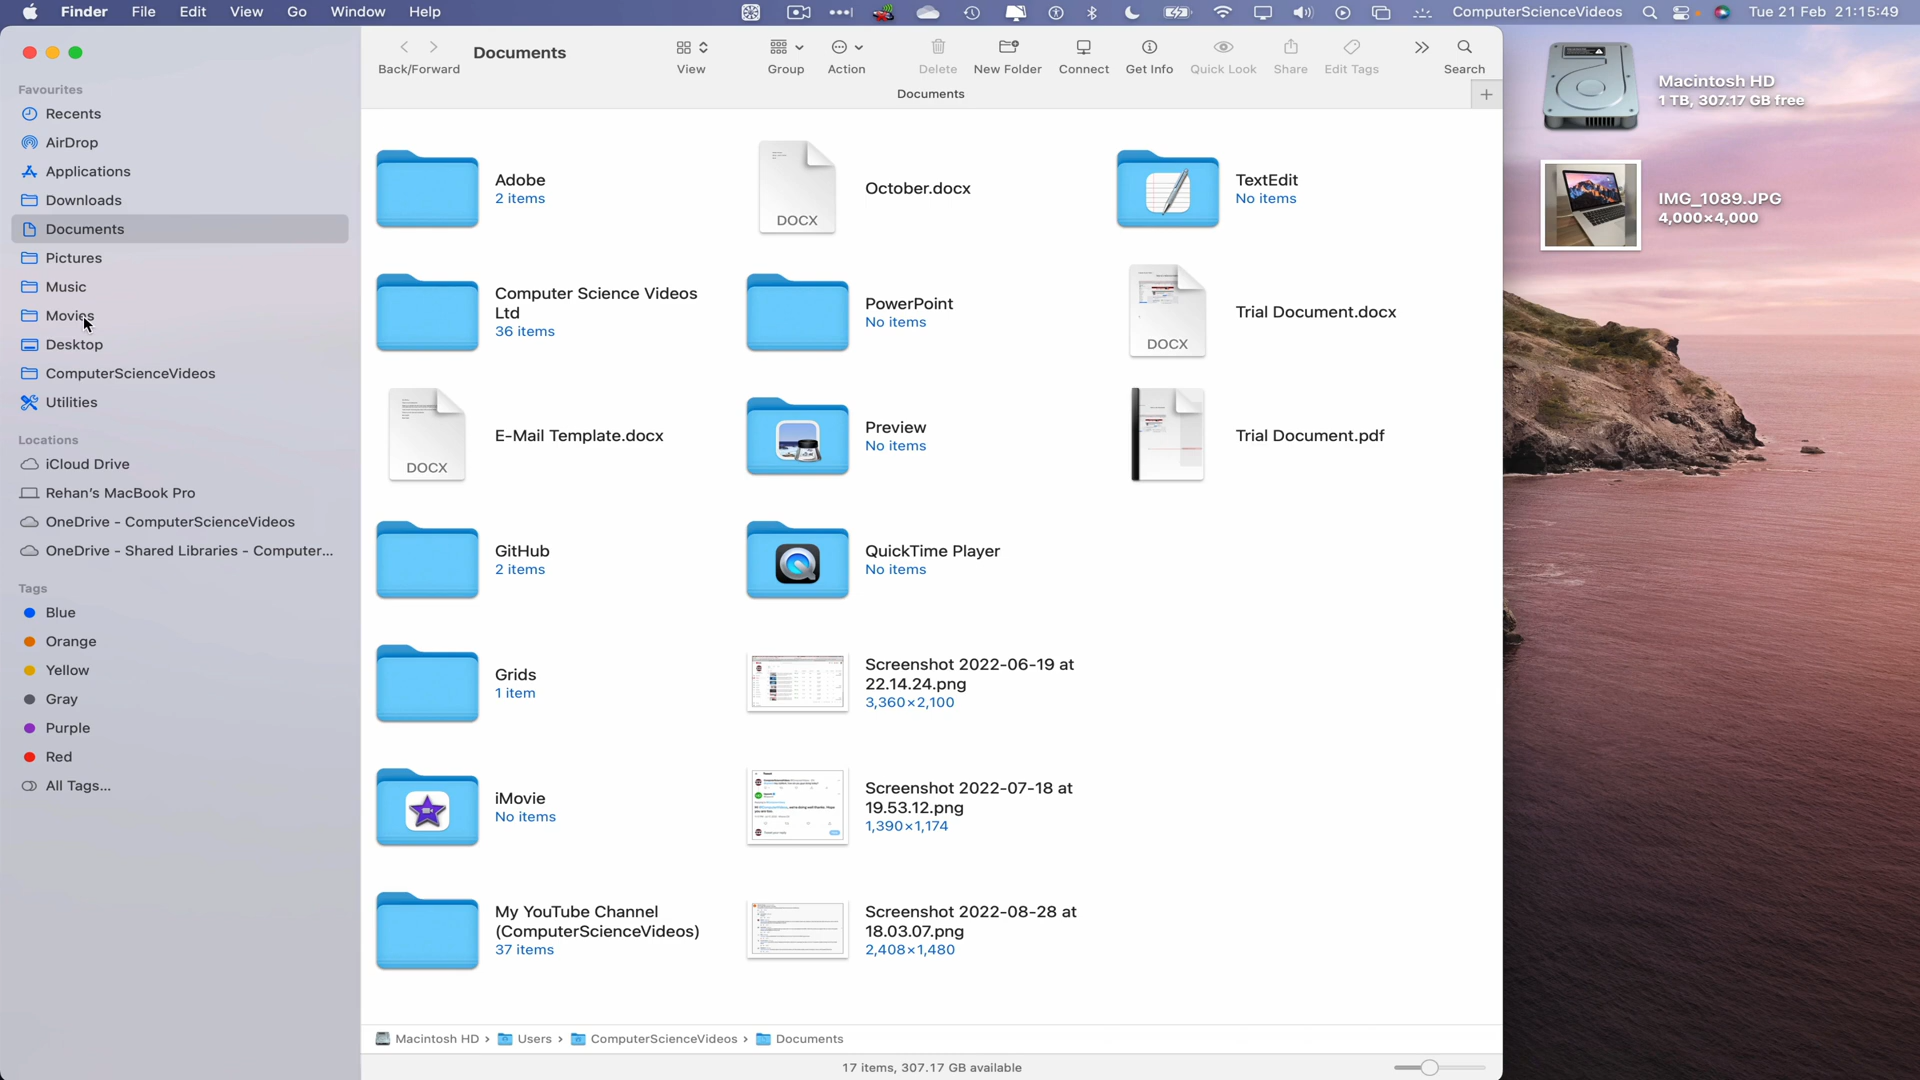 Finder File Edit View Go Window Help
ComputerScienceVideos Tue 21 Feb 21:15:49
Favourites
Recents
AirDrop
Applications
Downloads
Documents
Pictures
Music
Movies
Desktop
ComputerScienceVideos
Utilities
Locations
iCloud Drive
Rehan's MacBook Pro
OneDrive - ComputerScienceVideos
OneDrive - Shared Libraries - Computer...
Tags
Blue
Orange
Yellow
Gray
Purple
Red
All Tags...
Documents
Back/Forward View Group Action Delete New Folder Connect Get Info Quick Look Share Edit Tags Search
Documents
Adobe
2 items
Computer Science Videos
Ltd
36 items
DOCX
E-Mail Template.docx
GitHub
2 items
Grids
1 item
iMovie
No items
My YouTube Channel
(ComputerScienceVideos)
37 items
DOCX
October.docx
PowerPoint
No items
Preview
No items
QuickTime Player
No items
Screenshot 2022-06-19 at
22.14.24.png
3,360×2,100
Screenshot 2022-07-18 at
19.53.12.png
1,390×1,174
Screenshot 2022-08-28 at
18.03.07.png
2,408×1,480
TextEdit
No items
DOCX
Trial Document.docx
Trial Document.pdf
Macintosh HD › Users › ComputerScienceVideos › Documents
17 items, 307.17 GB available
Macintosh HD
1 TB, 307.17 GB free
IMG_1089.JPG
4,000×4,000